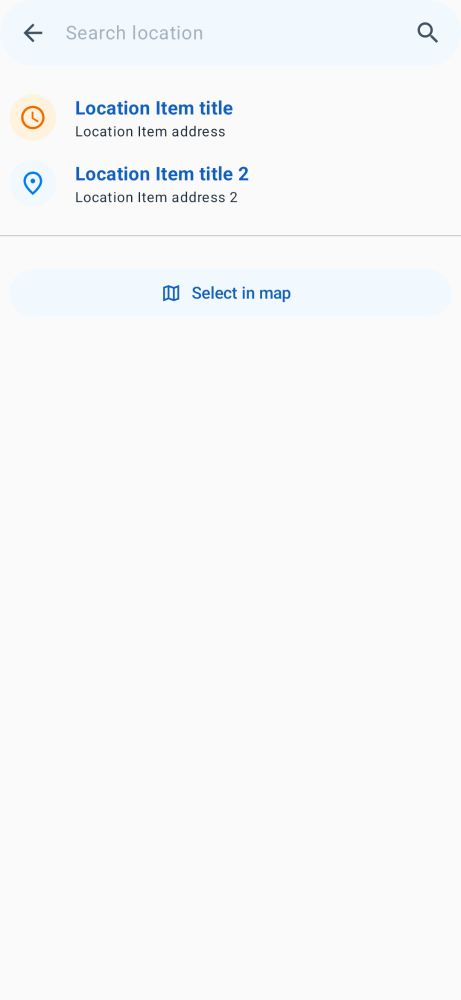 Search location
Location Item title
Location Item address
Location Item title 2
Location Item address 2
Select in map